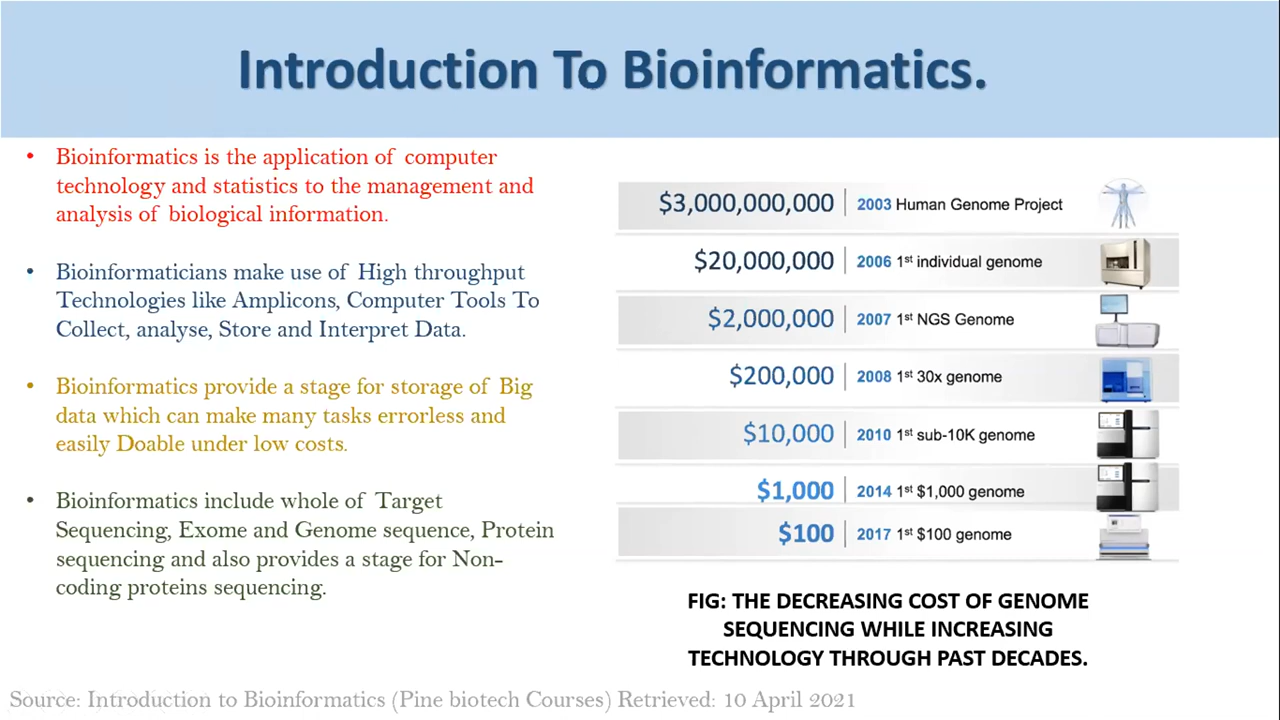 Introduction To Bioinformatics.
• Bioinformatics is the application of computer
technology and statistics to the management and
analysis of biological information.
• Bioinformaticians make use of High throughput
Technologies like Amplicons, Computer Tools To
Collect, analyse, Store and Interpret Data.
• Bioinformatics provide a stage for storage of Big
data which can make many tasks errorless and
easily Doable under low costs.
• Bioinformatics include whole of Target
Sequencing, Exome and Genome sequence, Protein
sequencing and also provides a stage for Non-
coding proteins sequencing.
$3,000,000,000 | 2003 Human Genome Project
$20,000,000 | 2006 1st individual genome
$2,000,000 | 2007 1st NGS Genome
$200,000 | 2008 1st 30x genome
$10,000 | 2010 1st sub-10K genome
$1,000 | 2014 1st $1,000 genome
$100 | 2017 1st $100 genome
FIG: THE DECREASING COST OF GENOME
SEQUENCING WHILE INCREASING
TECHNOLOGY THROUGH PAST DECADES.
Source: Introduction to Bioinformatics (Pine biotech Courses) Retrieved: 10 April 2021